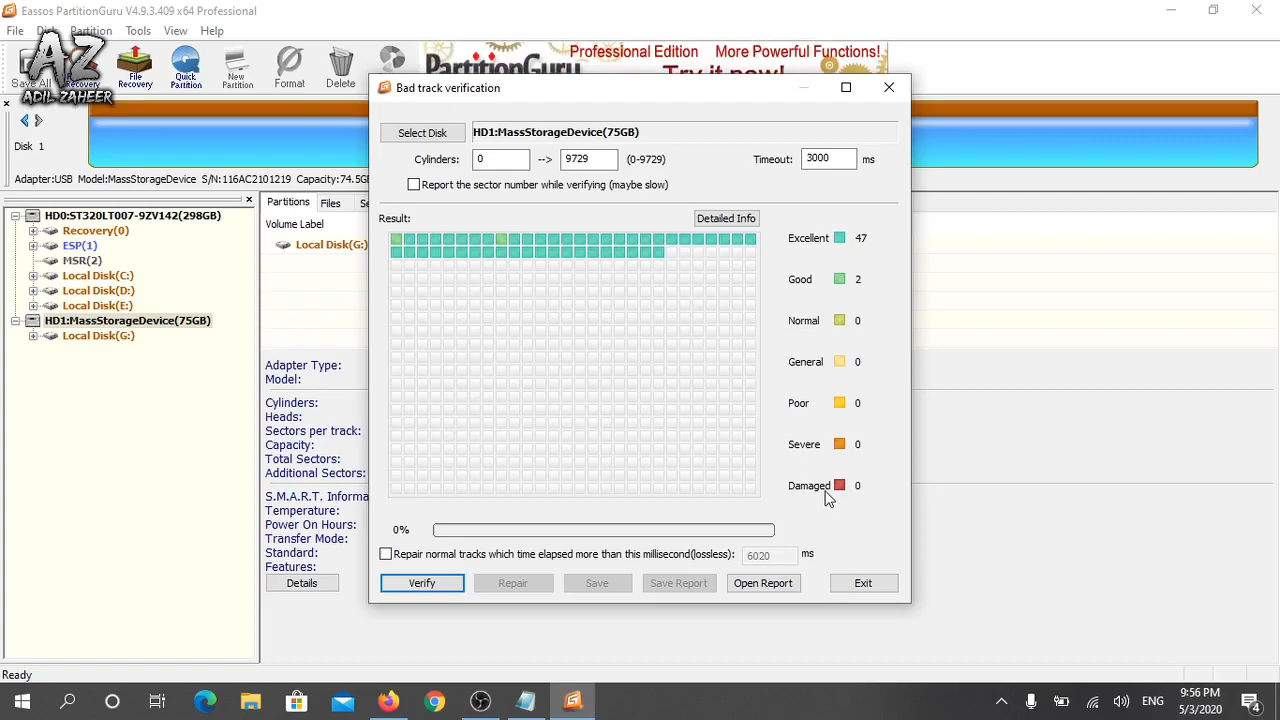 Eassos PartitionGuru V4.9.3.409 x64 Professional
File Partition Tools View Help
Save All Recovery File Recovery Quick Partition New Partition Format Delete
PartitionGuru
Professional Edition More Powerful Functions!
Try it now!
AZ
ADIL ZAHEER
Disk 1
Adapter:USB Model:MassStorageDevice S/N:116AC2101219 Capacity:74.5G
HD0:ST320LT007-9ZV142(298GB)
Recovery(0)
ESP(1)
MSR(2)
Local Disk(C:)
Local Disk(D:)
Local Disk(E:)
HD1:MassStorageDevice(75GB)
Local Disk(G:)
Partitions Files
Volume Label
Local Disk(G:)
Adapter Type:
Model:
Cylinders:
Heads:
Sectors per track:
Capacity:
Total Sectors:
Additional Sectors:
S.M.A.R.T. Informa
Temperature:
Power On Hours:
Transfer Mode:
Standard:
Features:
Details
Bad track verification
Select Disk HD1:MassStorageDevice(75GB)
Cylinders: 0 --> 9729 (0-9729) Timeout: 3000 ms
Report the sector number while verifying (maybe slow)
Result: Detailed Info
Excellent 47
Good 2
Normal 0
General 0
Poor 0
Severe 0
Damaged 0
0%
Repair normal tracks which time elapsed more than this millisecond(lossless): 6020 ms
Verify Repair Save Save Report Open Report Exit
Ready
ENG
9:56 PM
5/3/2020
4